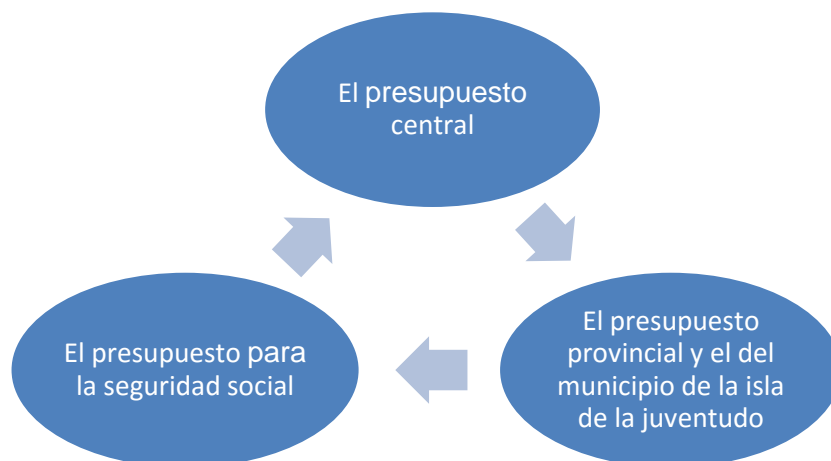 El presupuesto
central
El presupuesto
provincial y el del
municipio de la isla
de la juventudo
El presupuesto para
la seguridad social